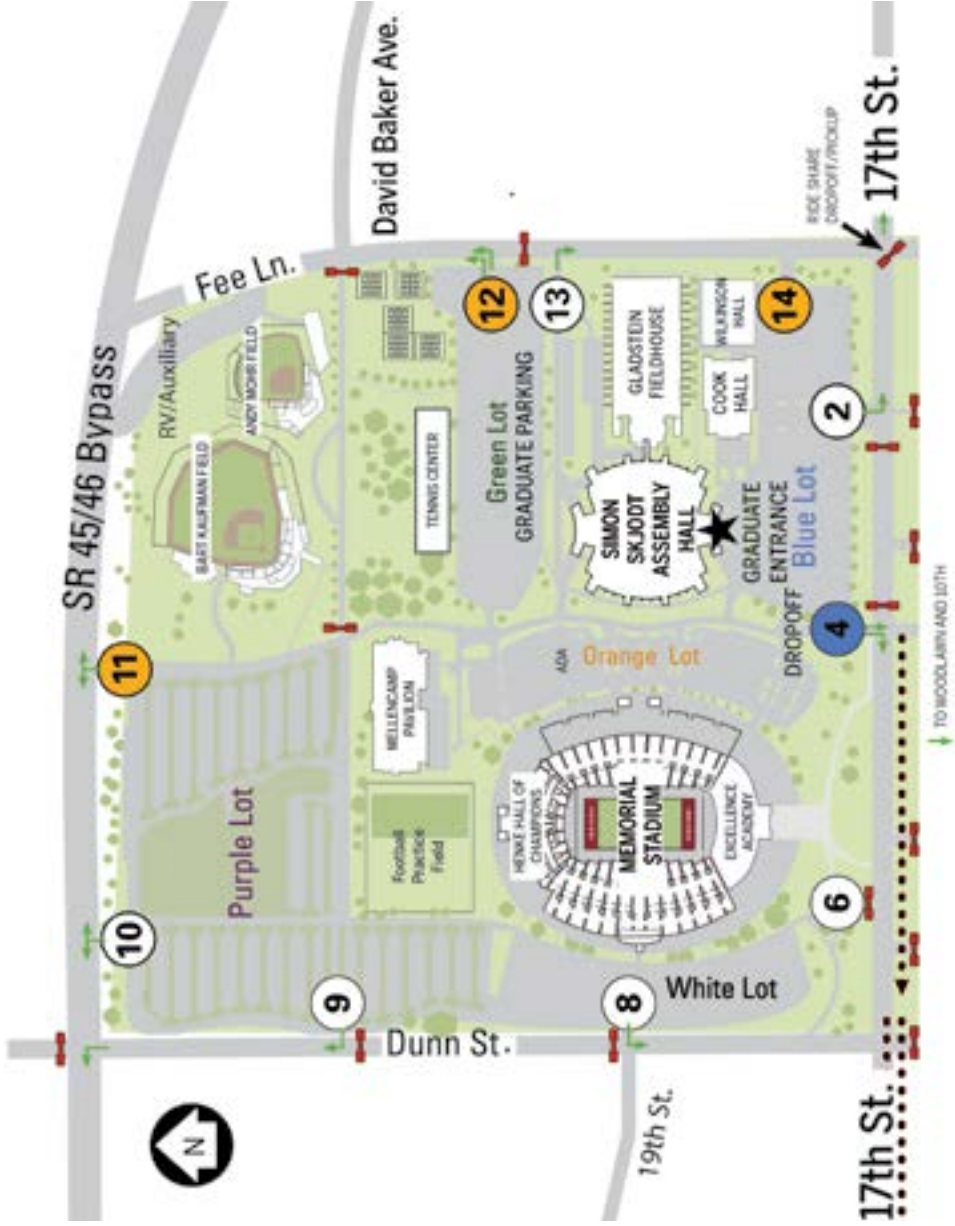 SR 45/46 Bypass
Fee Ln.
David Baker Ave.
RV/Auxiliary
ANDY MOHR FIELD
BART KAUFMAN FIELD
TENNIS CENTER
Green Lot
GRADUATE PARKING
12
13
GLADSTEIN
FIELDHOUSE
WILKINSON
HALL
COOK
HALL
14
RIDE SHARE
DROPOFF/PICKUP
17th St.
2
SIMON
SKJODT
ASSEMBLY
HALL
GRADUATE
ENTRANCE
Blue Lot
DROPOFF
4
11
10
Purple Lot
MELLENCAMP
PAVILION
ADA
Orange Lot
Football
Practice
Field
HENKE HALL OF
CHAMPIONS
MEMORIAL
STADIUM
EXCELLENCE
ACADEMY
6
9
8
White Lot
Dunn St.
19th St.
17th St.
TO WOODLAWN AND 10TH
N